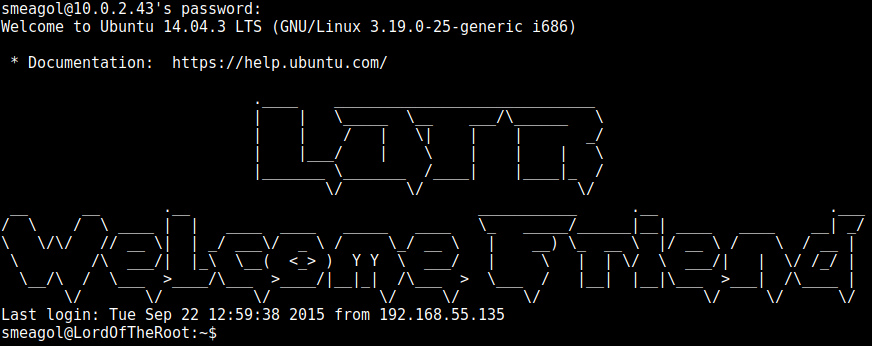 smeagol@10.0.2.43's password:
Welcome to Ubuntu 14.04.3 LTS (GNU/Linux 3.19.0-25-generic i686)
* Documentation:  https://help.ubuntu.com/
LOTR
Welcome Friend
Last login: Tue Sep 22 12:59:38 2015 from 192.168.55.135
smeagol@LordOfTheRoot:~$